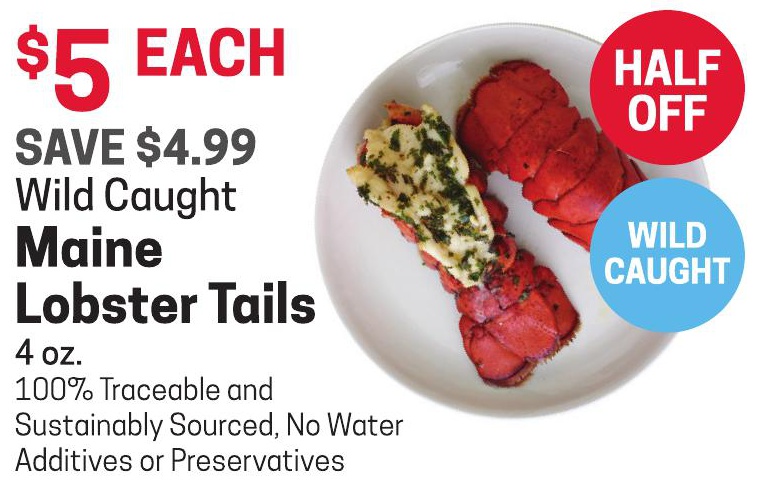 $5 EACH
SAVE $4.99
Wild Caught
Maine
Lobster Tails
4 oz.
100% Traceable and
Sustainably Sourced, No Water
Additives or Preservatives
HALF
OFF
WILD
CAUGHT